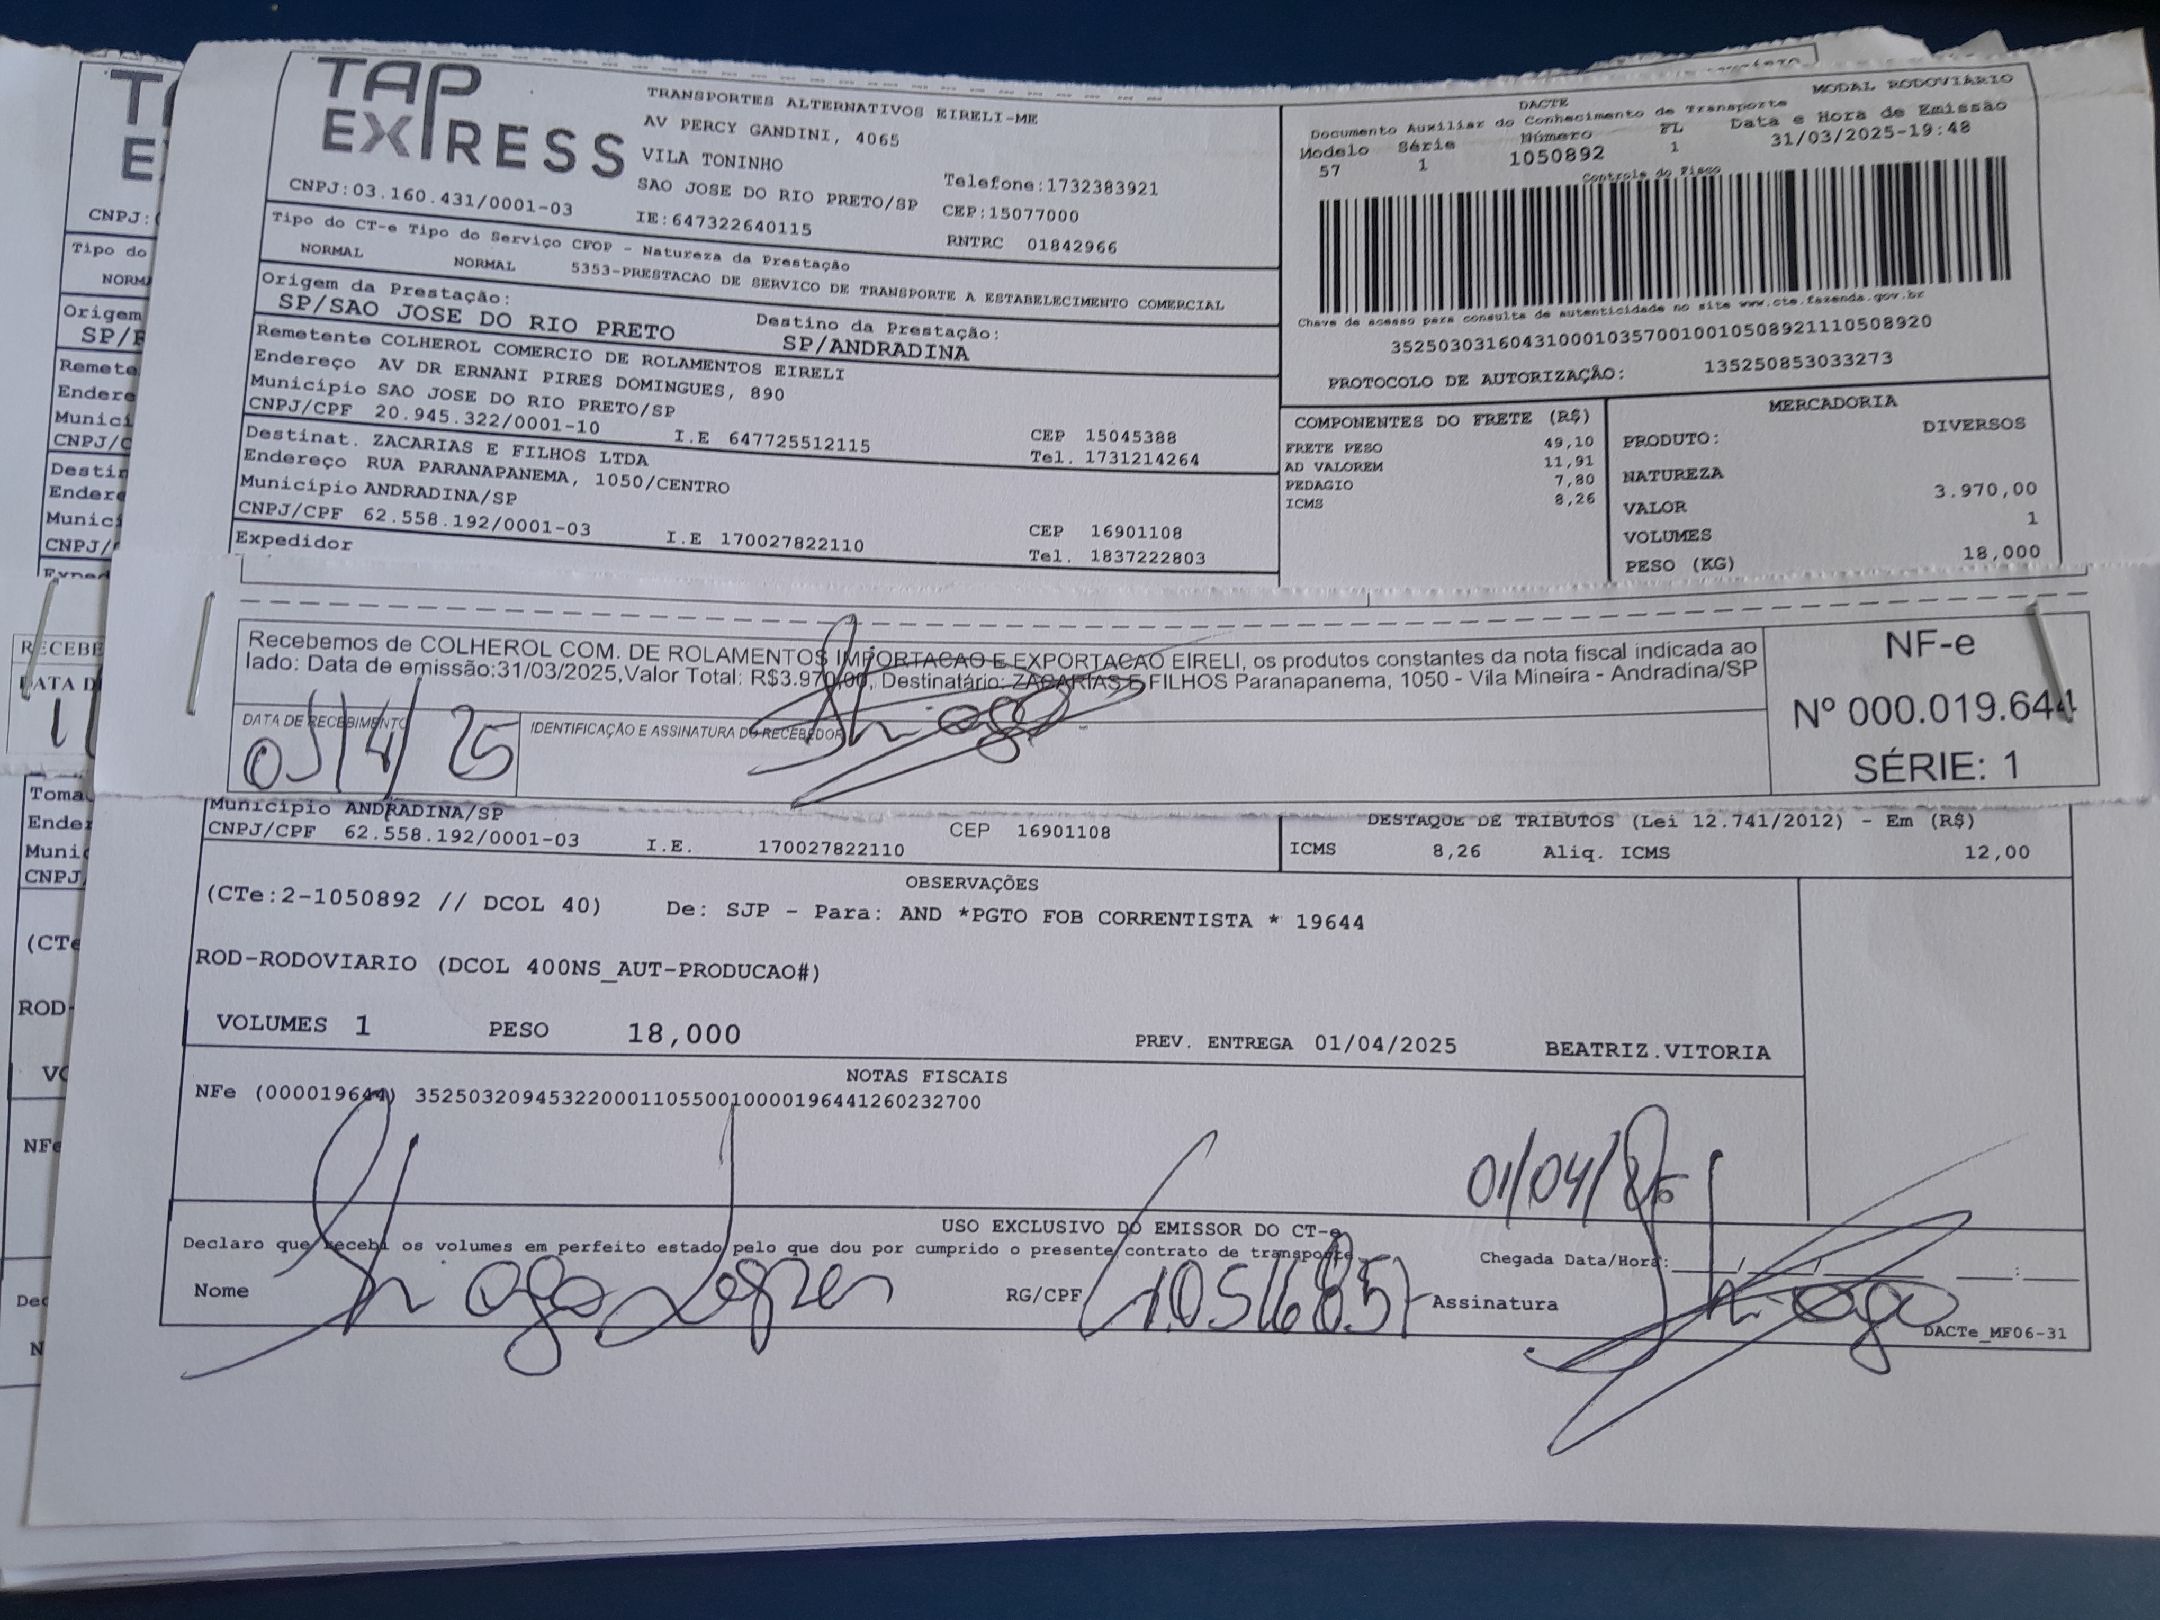 TAP
EXPRESS
TRANSPORTES ALTERNATIVOS EIRELI-ME
AV PERCY GANDINI, 4065
VILA TONINHO
SAO JOSE DO RIO PRETO/SP
Telefone:1732383921
CEP:15077000
CNPJ:03.160.431/0001-03
IE:647322640115
RNTRC 01842966
Tipo do CT-e Tipo do Serviço CFOP - Natureza da Prestação
NORMAL NORMAL 5353-PRESTACAO DE SERVICO DE TRANSPORTE A ESTABELECIMENTO COMERCIAL
Origem da Prestação: Destino da Prestação:
SP/SAO JOSE DO RIO PRETO SP/ANDRADINA
Remetente COLHEROL COMERCIO DE ROLAMENTOS EIRELI
Endereço AV DR ERNANI PIRES DOMINGUES, 890
Município SAO JOSE DO RIO PRETO/SP CEP 15045388
CNPJ/CPF 20.945.322/0001-10 I.E 647725512115 Tel. 1731214264
Destinat. ZACARIAS E FILHOS LTDA
Endereço RUA PARANAPANEMA, 1050/CENTRO
Município ANDRADINA/SP CEP 16901108
CNPJ/CPF 62.558.192/0001-03 I.E 170027822110 Tel. 1837222803
Expedidor
DACTE MODAL RODOVIÁRIO
Documento Auxiliar do Conhecimento de Transporte
Modelo Série Número FL Data e Hora de Emissão
57 1 1050892 1 31/03/2025-19:48
Controle do Fisco
Chave de acesso para consulta de autenticidade no site www.cte.fazenda.gov.br
35250303160431000103570010010508921110508920
PROTOCOLO DE AUTORIZAÇÃO: 135250853033273
COMPONENTES DO FRETE (R$)
FRETE PESO 49,10
AD VALOREM 11,91
PEDAGIO 7,80
ICMS 8,26
MERCADORIA
PRODUTO: DIVERSOS
NATUREZA
VALOR 3.970,00
VOLUMES 1
PESO (KG) 18,000
Recebemos de COLHEROL COM. DE ROLAMENTOS IMPORTACAO E EXPORTACAO EIRELI, os produtos constantes da nota fiscal indicada ao
lado: Data de emissão:31/03/2025,Valor Total: R$3.970,00, Destinatário: ZACARIAS E FILHOS Paranapanema, 1050 - Vila Mineira - Andradina/SP
DATA DE RECEBIMENTO
01/4/25
IDENTIFICAÇÃO E ASSINATURA DO RECEBEDOR
Thiago
NF-e
Nº 000.019.644
SÉRIE: 1
Município ANDRADINA/SP
CNPJ/CPF 62.558.192/0001-03 I.E. 170027822110 CEP 16901108
DESTAQUE DE TRIBUTOS (Lei 12.741/2012) - Em (R$)
ICMS 8,26 Aliq. ICMS 12,00
OBSERVAÇÕES
(CTe:2-1050892 // DCOL 40) De: SJP - Para: AND *PGTO FOB CORRENTISTA * 19644
ROD-RODOVIARIO (DCOL 400NS_AUT-PRODUCAO#)
VOLUMES 1 PESO 18,000 PREV. ENTREGA 01/04/2025 BEATRIZ.VITORIA
NOTAS FISCAIS
NFe (000019644) 35250320945322000110550010000196441260232700
01/04/25
USO EXCLUSIVO DO EMISSOR DO CT-e
Declaro que recebi os volumes em perfeito estado pelo que dou por cumprido o presente contrato de transporte
Chegada Data/Hora:
Nome Thiago RG/CPF Assinatura Thiago
DACTe_MF06-31